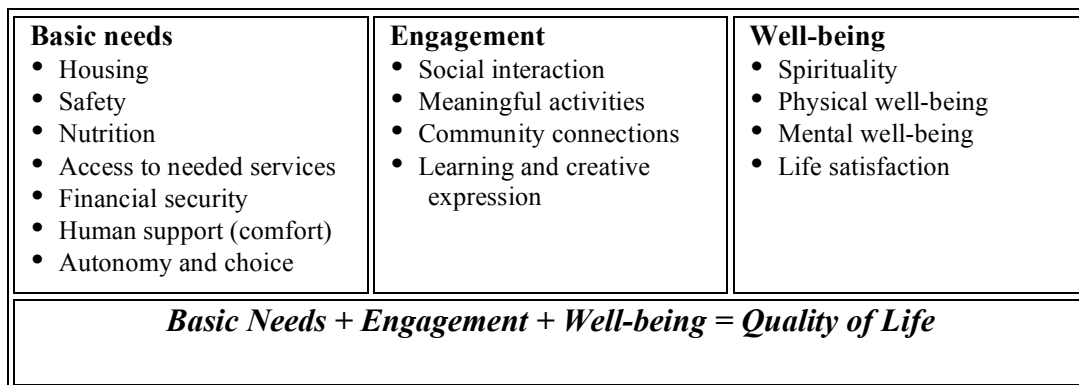 Basic needs
• Housing
• Safety
• Nutrition
• Access to needed services
• Financial security
• Human support (comfort)
• Autonomy and choice
Engagement
• Social interaction
• Meaningful activities
• Community connections
• Learning and creative
expression
Well-being
• Spirituality
• Physical well-being
• Mental well-being
• Life satisfaction
Basic Needs + Engagement + Well-being = Quality of Life